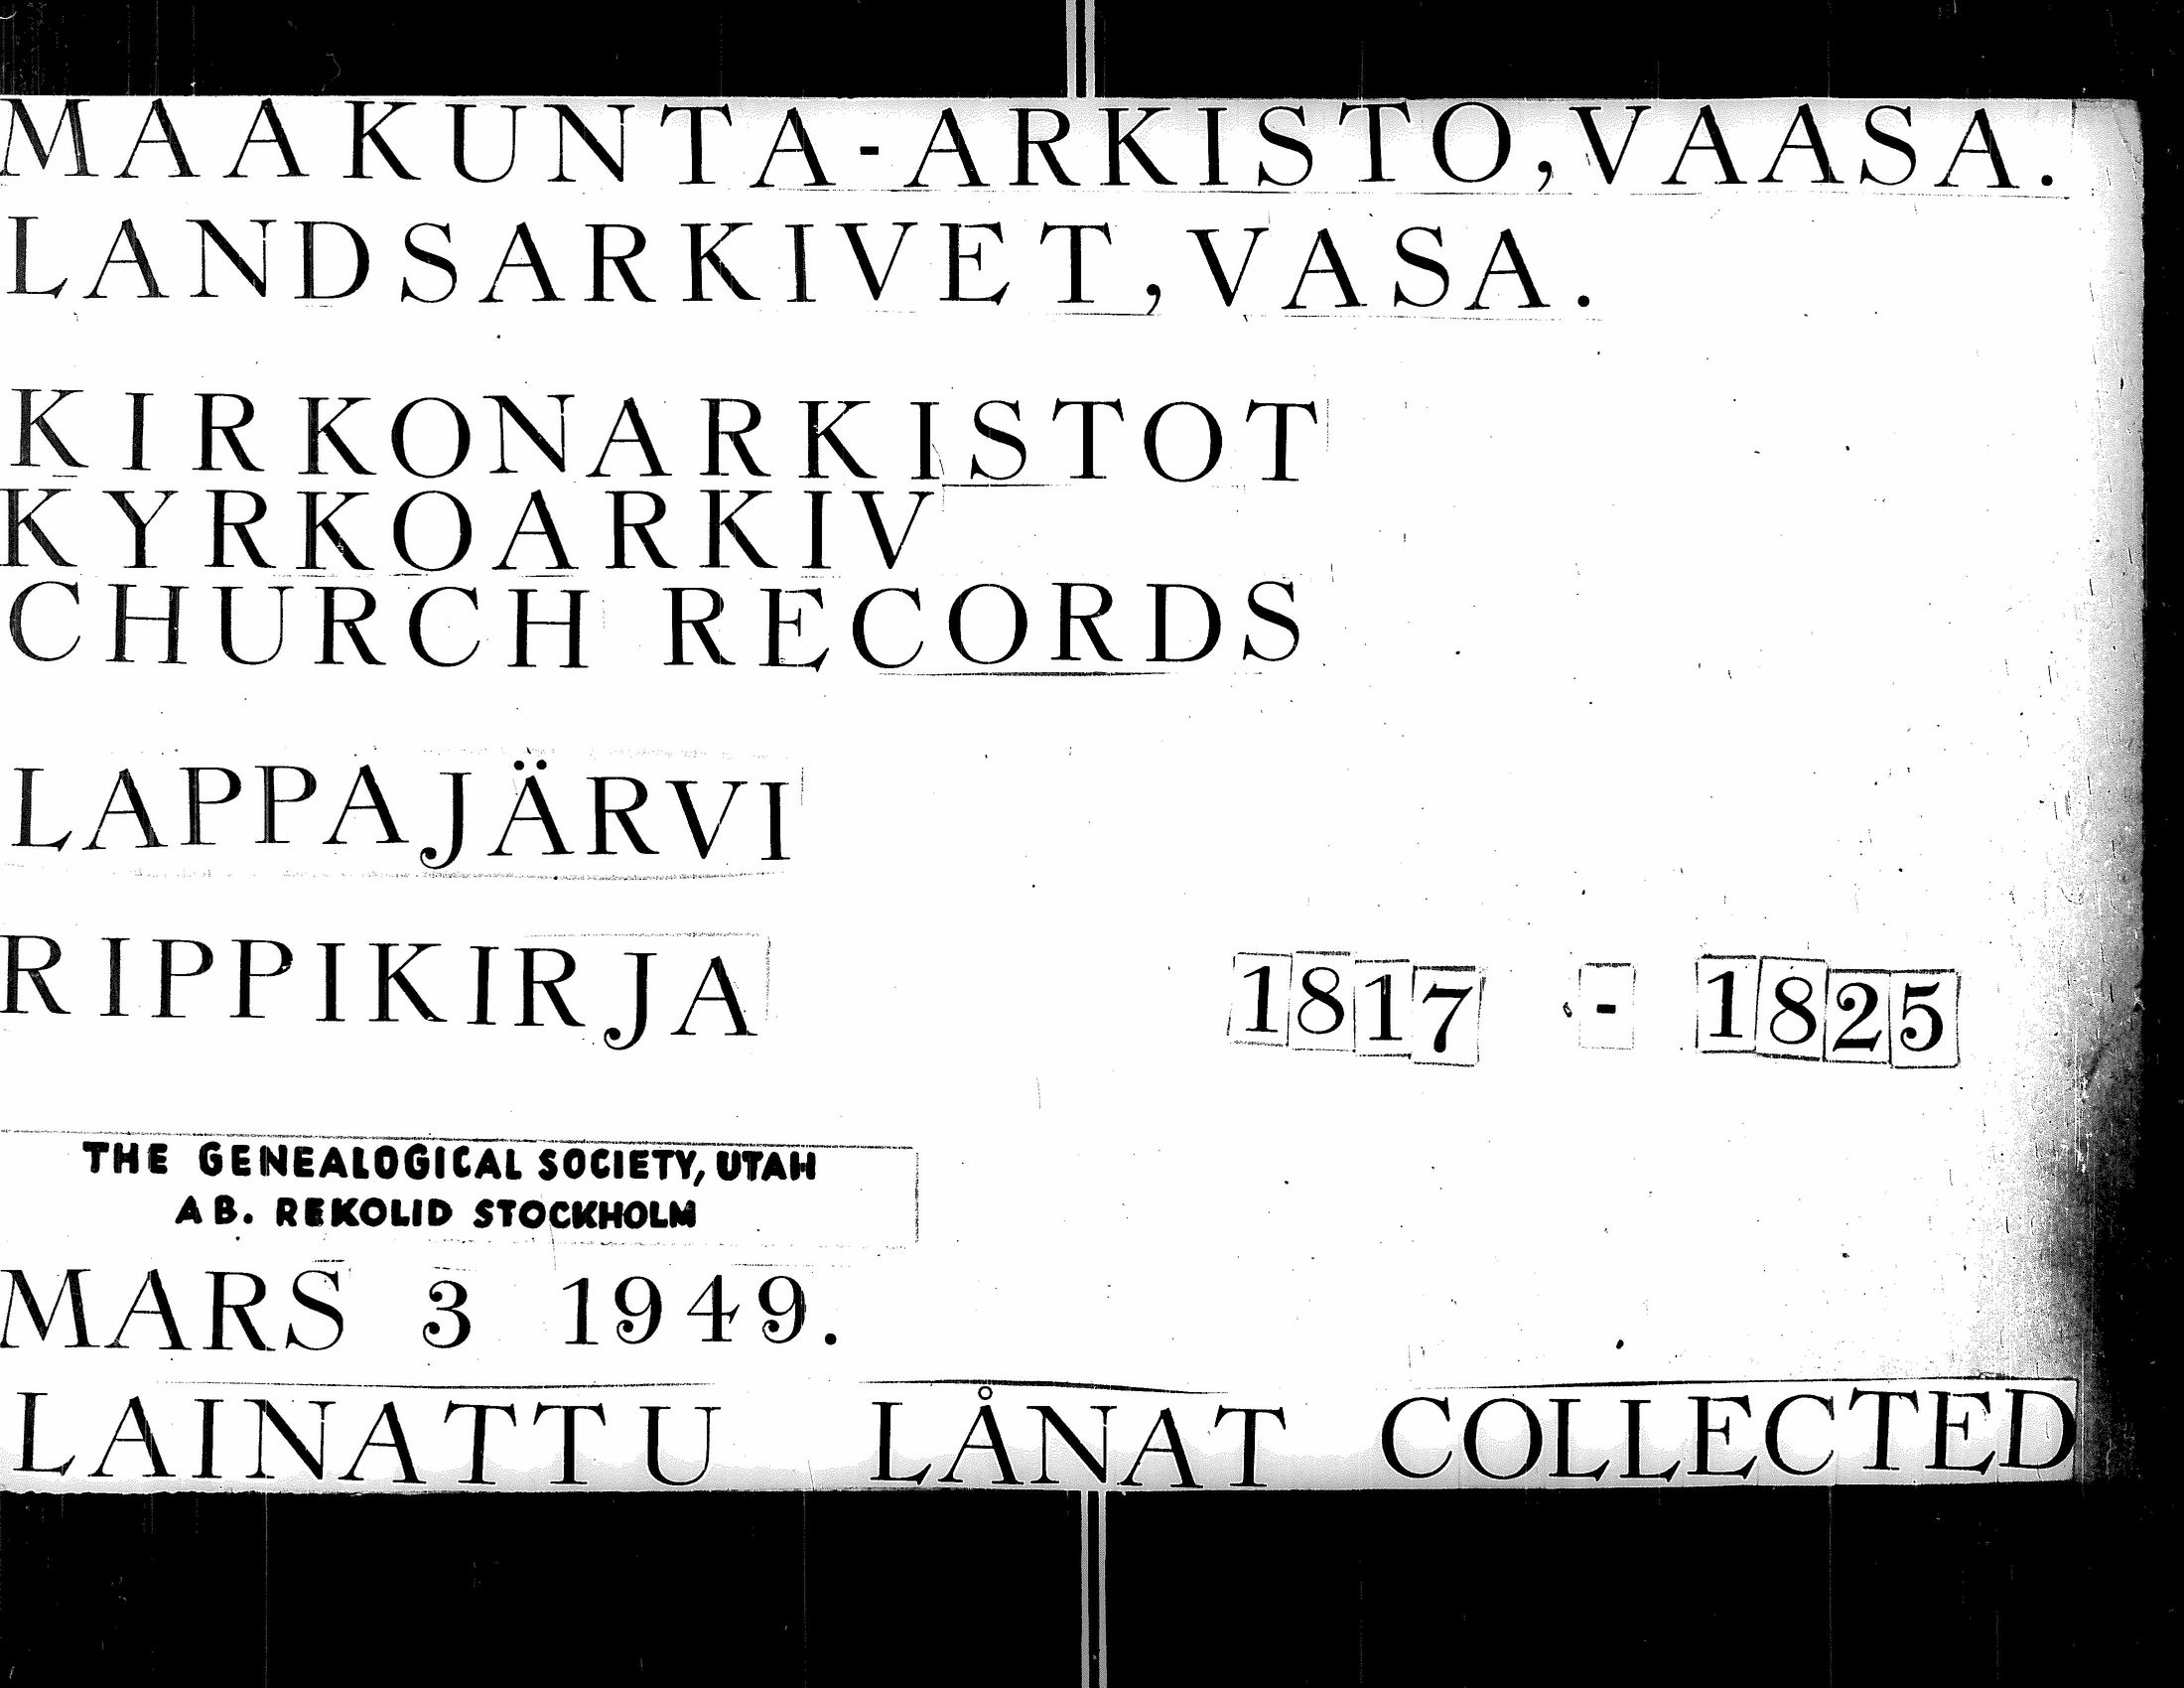 MAAKUNTA-ARKISTO, VAASA.
LANDSARKIVET, VASA.
KIRKONARKISTOT
KYRKOARKIV
CHURCH RECORDS
LAPPAJÄRVI
RIPPIKIRJA 1817 - 1825
THE GENEALOGICAL SOCIETY, UTAH
AB. REKOLID STOCKHOLM
MARS 3 1949.
LAINATTU LÅNAT COLLECTED